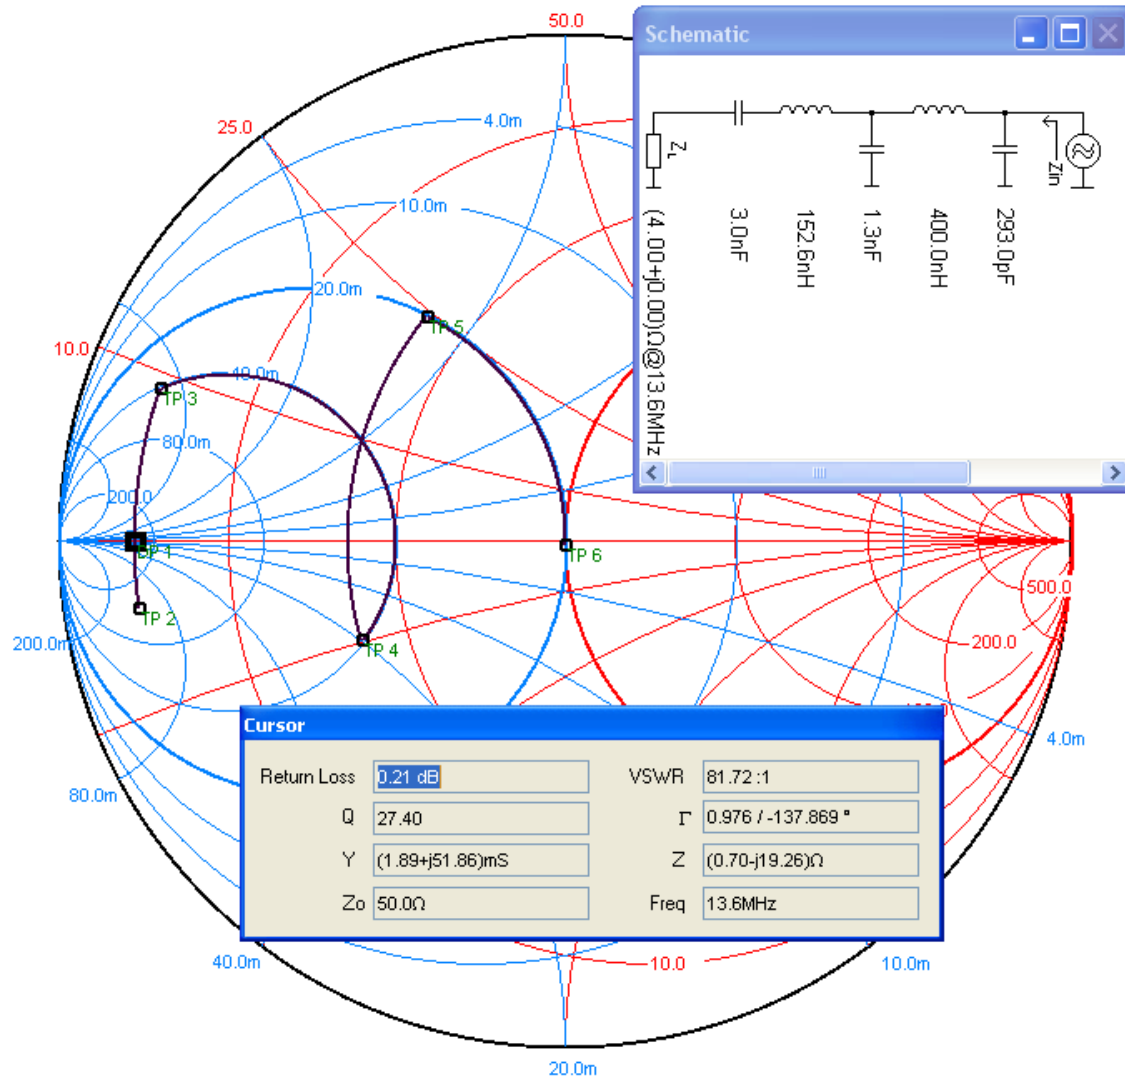 50.0
Schematic
25.0
4.0m
10.0m
20.0m
10.0
40.0m
80.0m
200.0
TP 3
TP 5
TP 6
TP 2
TP 4
ZL
Zin
(4.00+j0.00)Ω@13.6MHz
3.0nF
152.6nH
1.3nF
400.0nH
293.0pF
500.0
200.0
200.0m
4.0m
80.0m
Cursor
Return Loss 0.21 dB VSWR 81.72 :1
Q 27.40 Γ 0.976 / -137.869 °
Y (1.89+j51.86)mS Z (0.70-j19.26)Ω
Zo 50.0Ω Freq 13.6MHz
40.0m
10.0
10.0m
20.0m